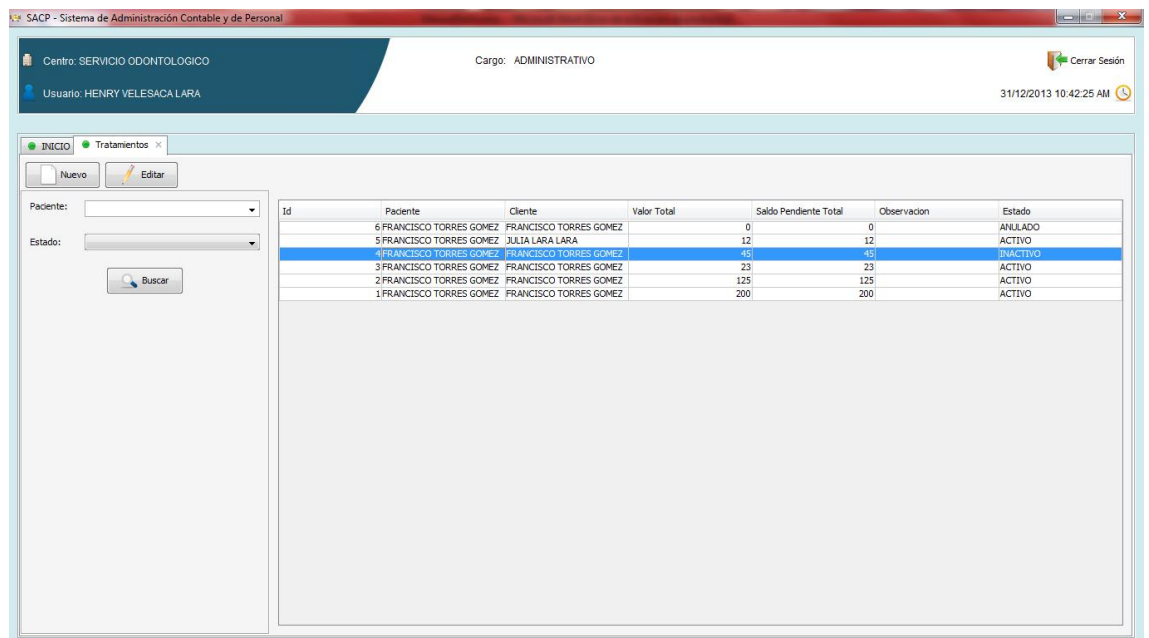 SACP - Sistema de Administración Contable y de Personal
Centro: SERVICIO ODONTOLOGICO
Cargo: ADMINISTRATIVO
Cerrar Sesión
Usuario: HENRY VELESACA LARA
31/12/2013 10:42:25 AM
INICIO Tratamientos
Nuevo Editar
Paciente:
Estado:
Buscar
Id Paciente Cliente Valor Total Saldo Pendiente Total Observacion Estado
6 FRANCISCO TORRES GOMEZ FRANCISCO TORRES GOMEZ 0 0 ANULADO
5 FRANCISCO TORRES GOMEZ JULIA LARA LARA 12 12 ACTIVO
4 FRANCISCO TORRES GOMEZ FRANCISCO TORRES GOMEZ 45 45 INACTIVO
3 FRANCISCO TORRES GOMEZ FRANCISCO TORRES GOMEZ 23 23 ACTIVO
2 FRANCISCO TORRES GOMEZ FRANCISCO TORRES GOMEZ 125 125 ACTIVO
1 FRANCISCO TORRES GOMEZ FRANCISCO TORRES GOMEZ 200 200 ACTIVO